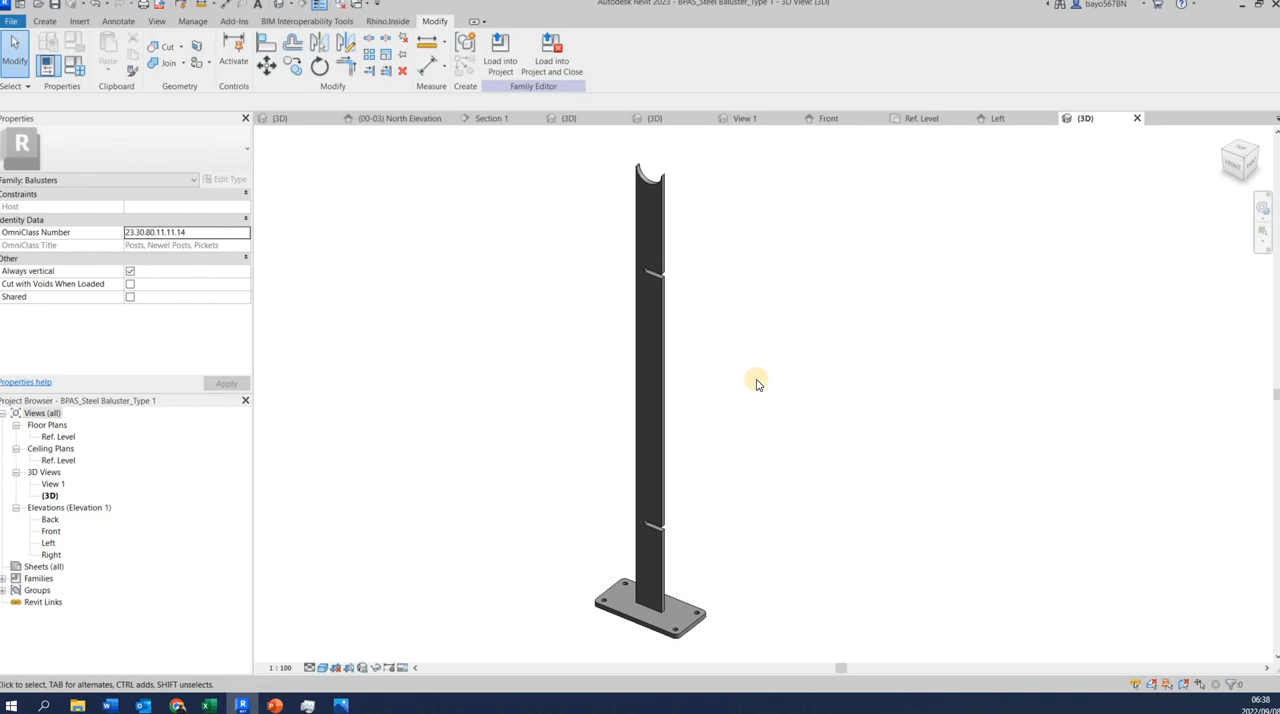 Autodesk Revit 2023 - BPAS_Steel Baluster_Type 1 - 3D View: {3D}
bayo567BN
File Create Insert Annotate View Manage Add-Ins BIM Interoperability Tools Rhino.Inside Modify
Modify
Paste
Cut
Join
Activate
Load into Project
Load into Project and Close
Select Properties Clipboard Geometry Controls Modify Measure Create Family Editor
Properties
{3D} (00-03) North Elevation Section 1 {3D} {3D} View 1 Front Ref. Level Left {3D}
R
Family: Balusters
Edit Type
Constraints
Host
Identity Data
OmniClass Number 23.30.80.11.11.14
OmniClass Title Posts, Newel Posts, Pickets
Other
Always vertical
Cut with Voids When Loaded
Shared
Properties help
Apply
Project Browser - BPAS_Steel Baluster_Type 1
Views (all)
Floor Plans
Ref. Level
Ceiling Plans
Ref. Level
3D Views
View 1
{3D}
Elevations (Elevation 1)
Back
Front
Left
Right
Sheets (all)
Families
Groups
Revit Links
FRONT
1 : 100
Click to select, TAB for alternates, CTRL adds, SHIFT unselects.
:0
06:38
2022/09/08